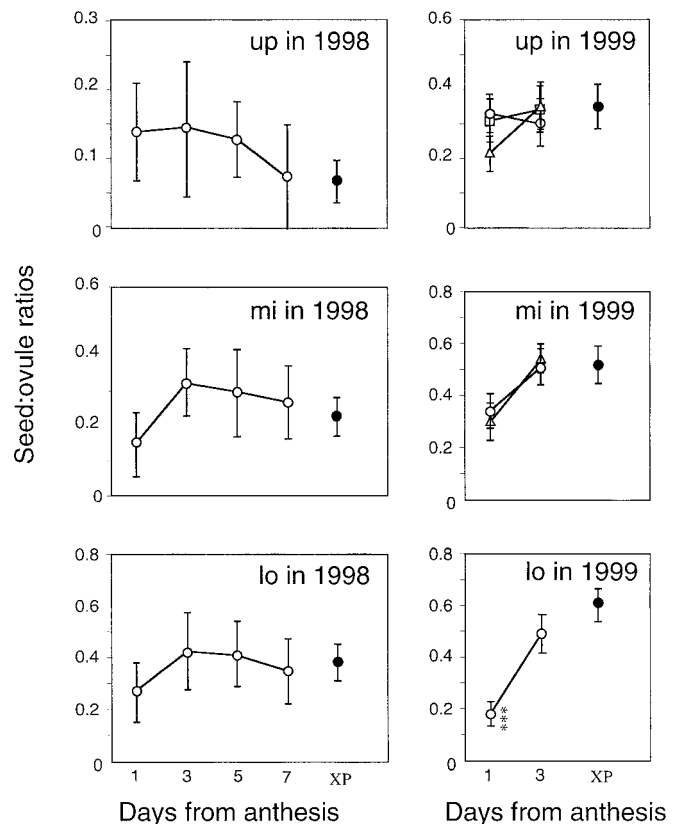 Seed:ovule ratios
up in 1998
0.3
0.2
0.1
0
up in 1999
0.6
0.4
0.2
0
mi in 1998
0.6
0.4
0.2
0
mi in 1999
0.8
0.6
0.4
0.2
0
lo in 1998
0.8
0.6
0.4
0.2
0
1 3 5 7 XP
Days from anthesis
lo in 1999
0.8
0.6
0.4
0.2
0
***
1 3 XP
Days from anthesis